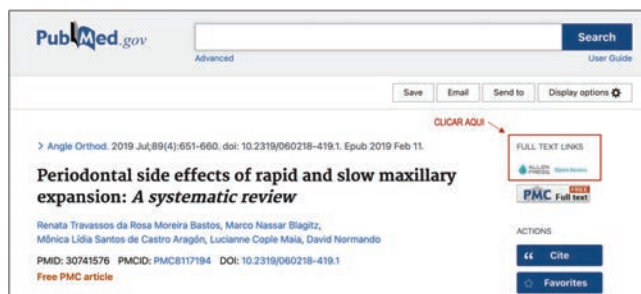 PubMed.gov
Search
Advanced
User Guide
Save
Email
Send to
Display options
CLICAR AQUI
> Angle Orthod. 2019 Jul;89(4):651-660. doi: 10.2319/060218-419.1. Epub 2019 Feb 11.
FULL TEXT LINKS
ALLEN
PRESS
Periodontal side effects of rapid and slow maxillary
expansion: A systematic review
FREE
PMC Full text
Renata Travassos da Rosa Moreira Bastos, Marco Nassar Blagitz,
Mônica Lídia Santos de Castro Aragón, Lucianne Cople Maia, David Normando
ACTIONS
PMID: 30741576 PMCID: PMC8117194 DOI: 10.2319/060218-419.1
Cite
Free PMC article
Favorites